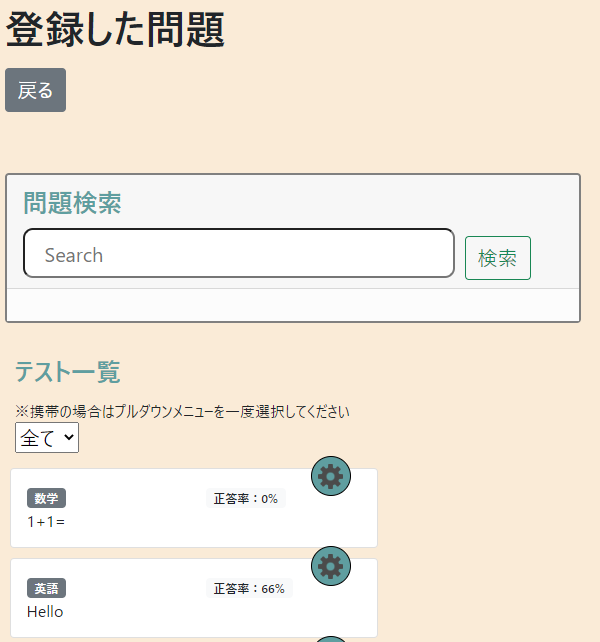 登録した問題
戻る
問題検索
Search
検索
テスト一覧
※携帯の場合はプルダウンメニューを一度選択してください
全て
数学
正答率：0%
1+1=
英語
正答率：66%
Hello